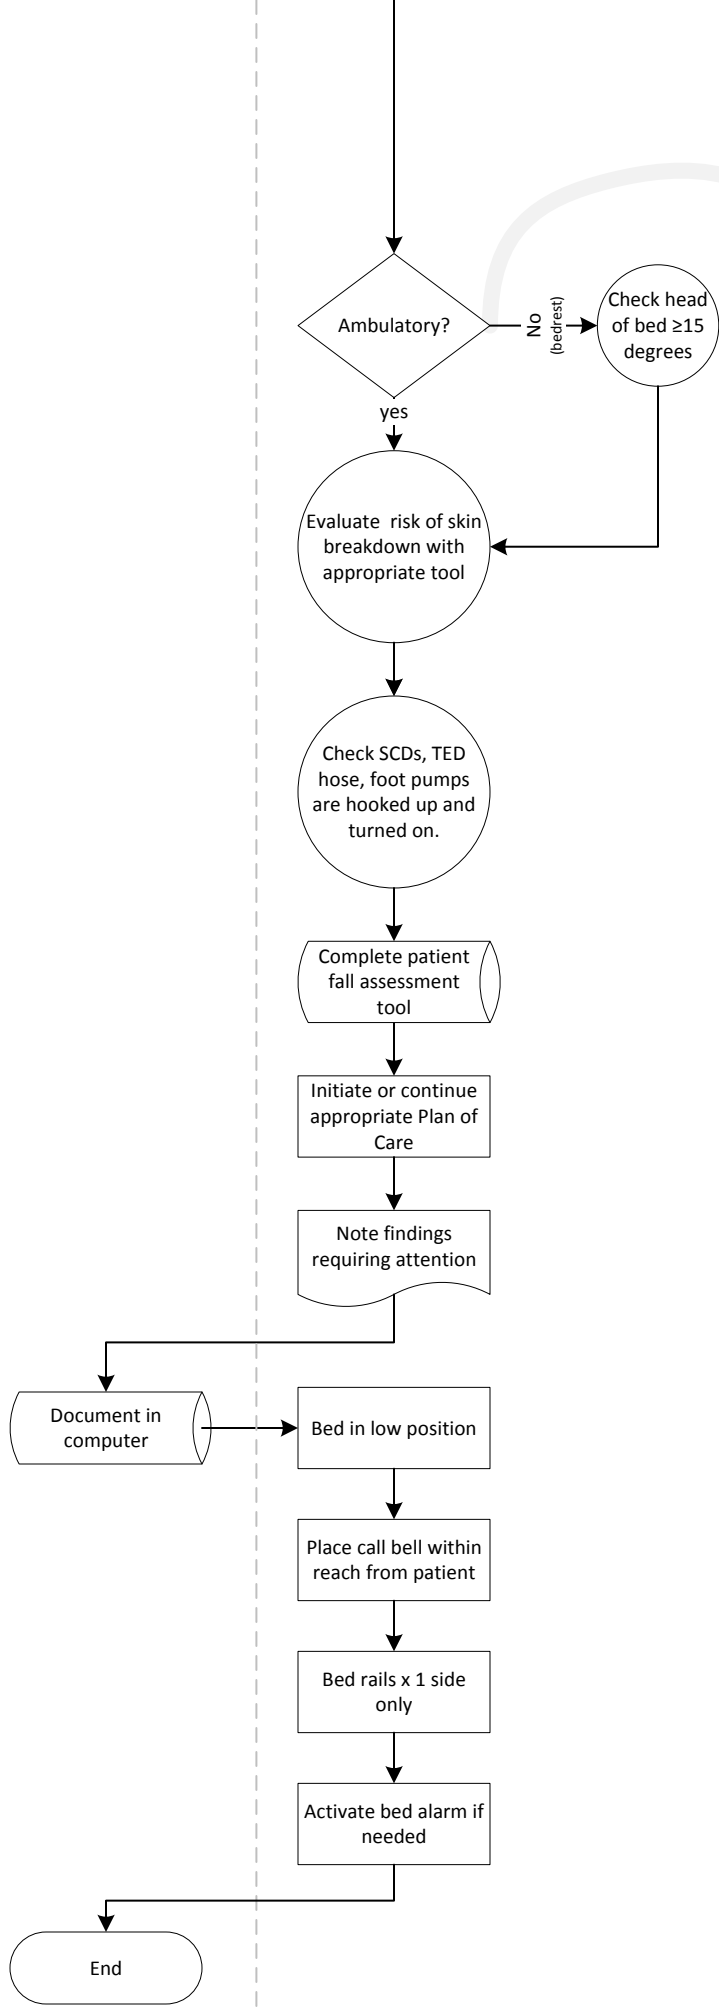 Ambulatory?
No
(bedrest)
Check head
of bed ≥15
degrees
yes
Evaluate  risk of skin
breakdown with
appropriate tool
Check SCDs, TED
hose, foot pumps
are hooked up and
turned on.
Complete patient
fall assessment
tool
Initiate or continue
appropriate Plan of
Care
Note findings
requiring attention
Document in
computer
Bed in low position
Place call bell within
reach from patient
Bed rails x 1 side
only
Activate bed alarm if
needed
End